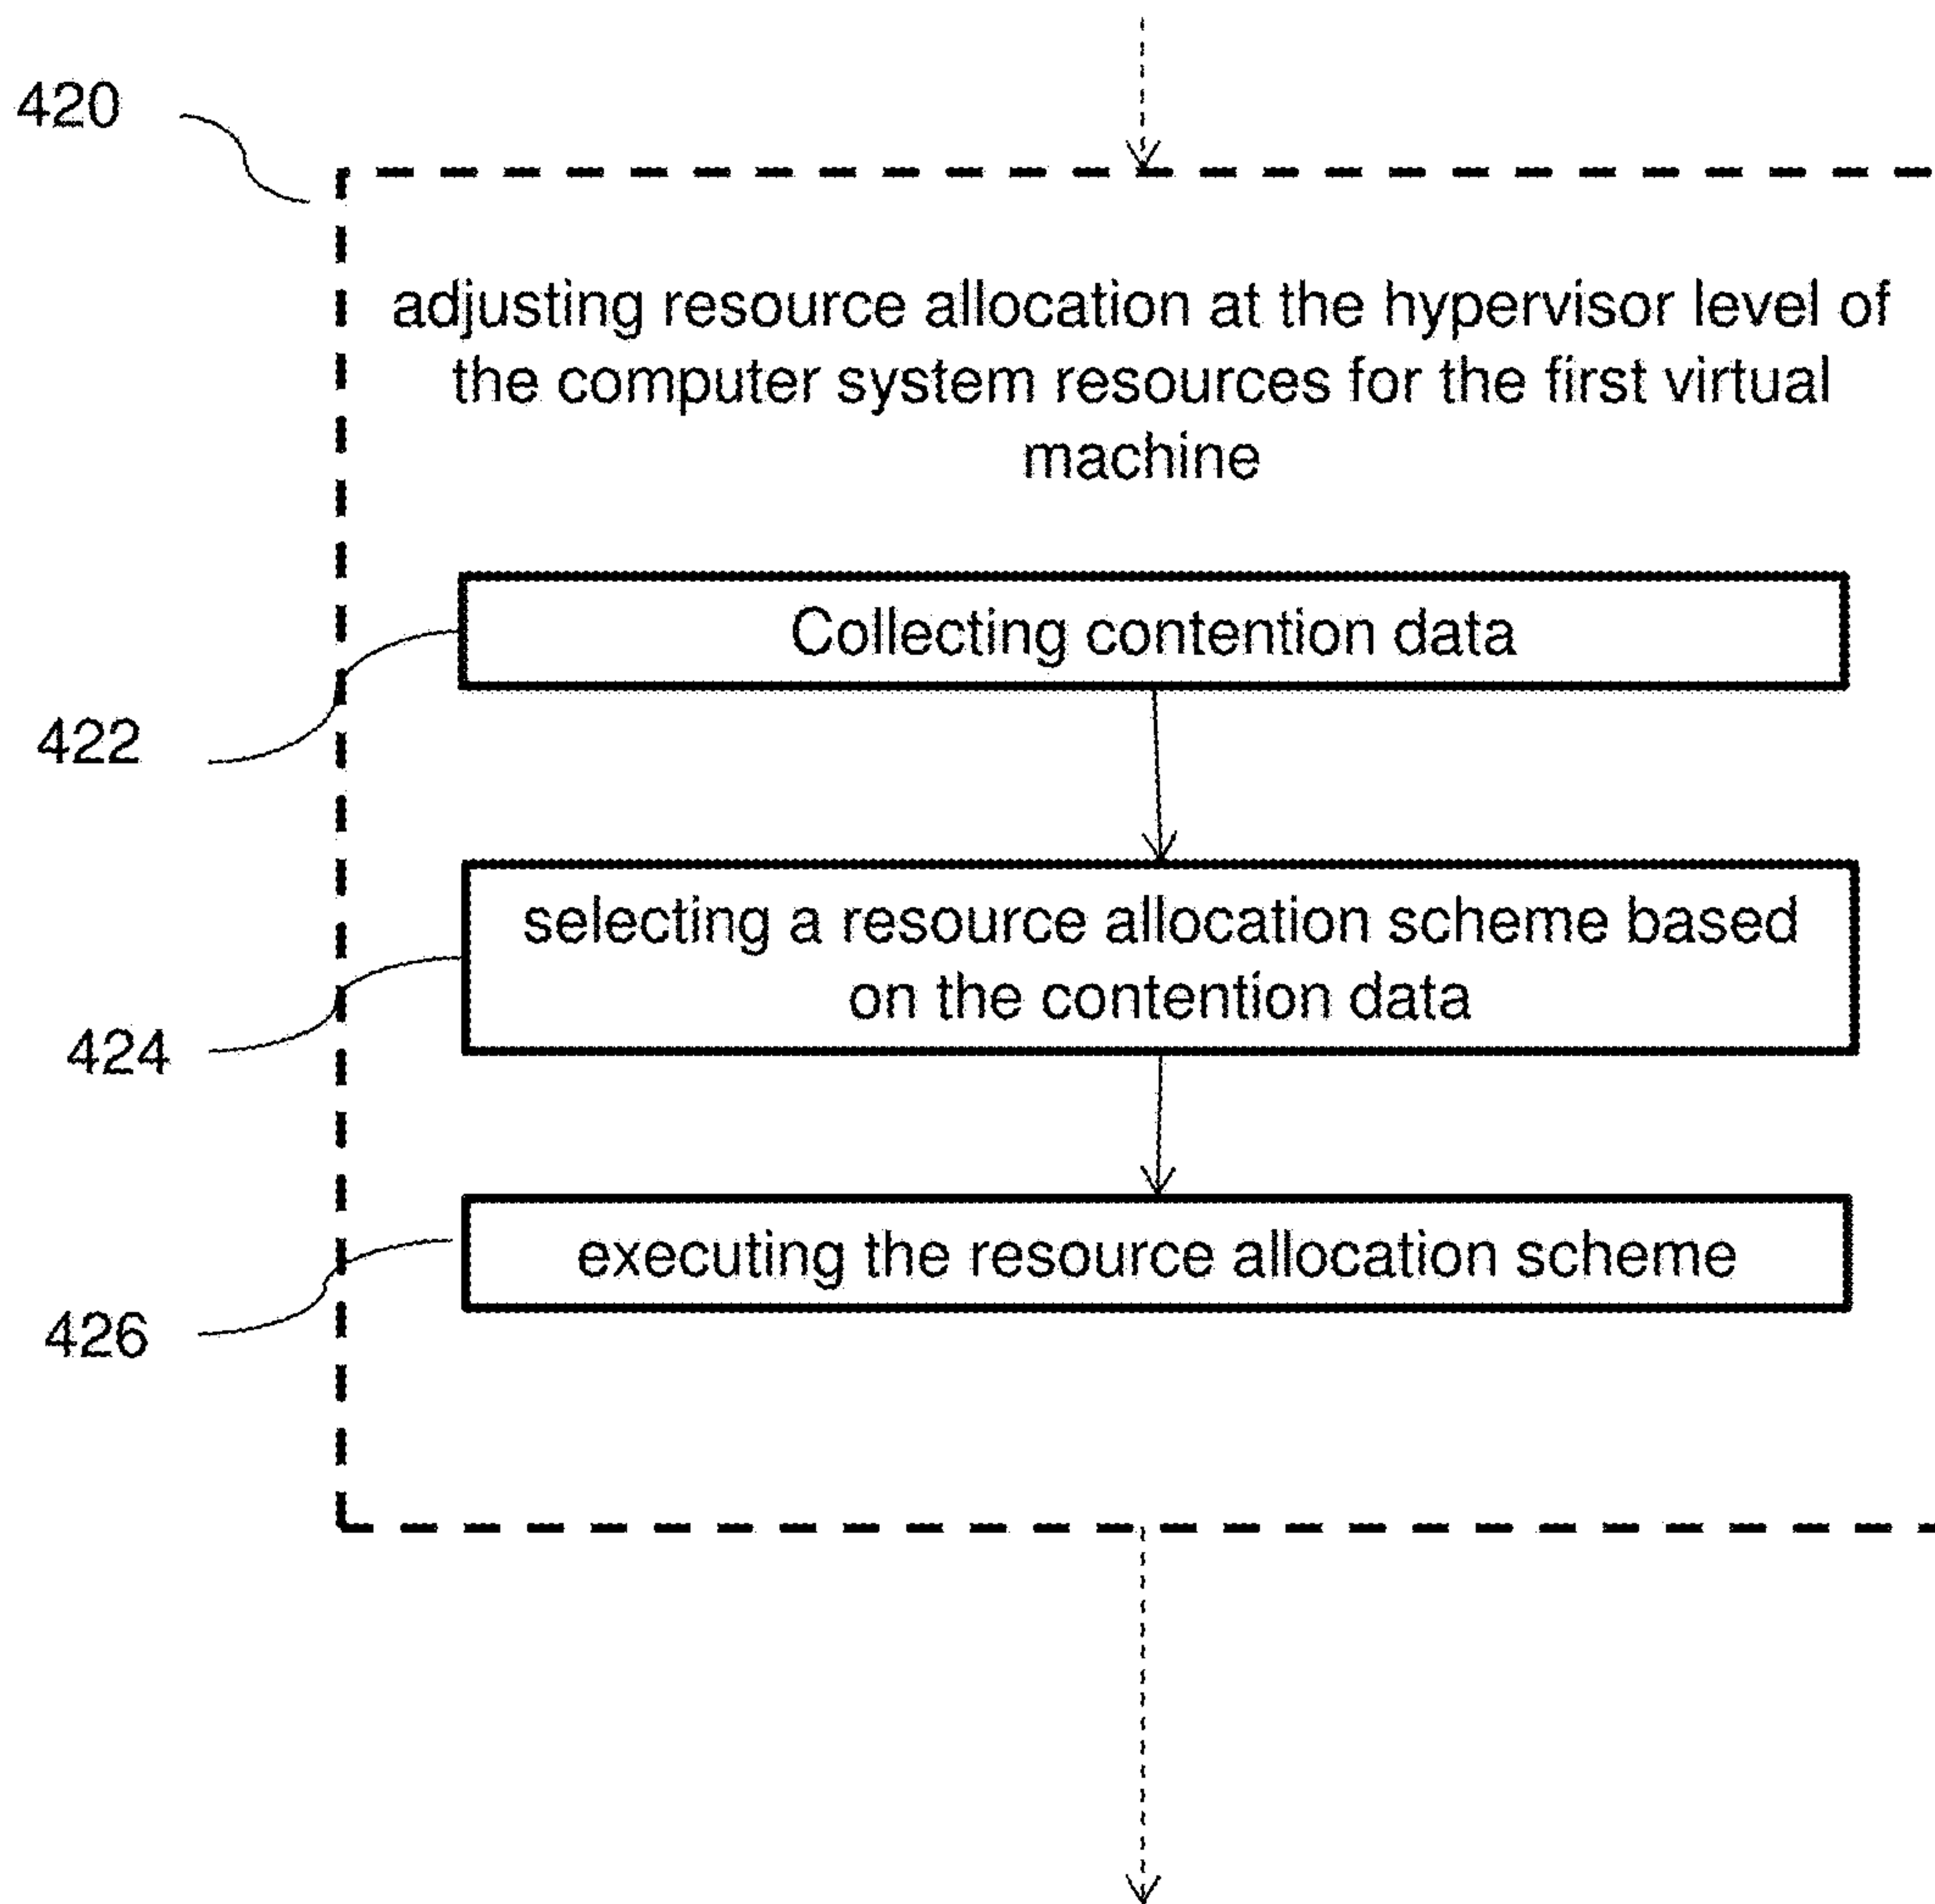 420
adjusting resource allocation at the hypervisor level of
the computer system resources for the first virtual
machine
Collecting contention data
422
selecting a resource allocation scheme based
on the contention data
424
executing the resource allocation scheme
426